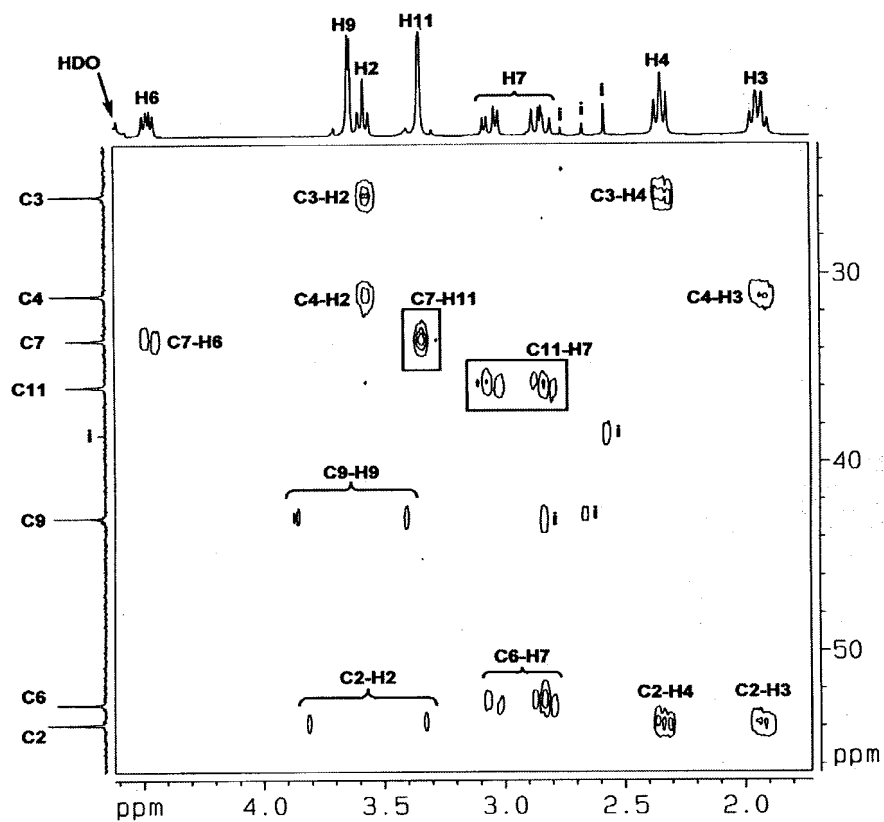 H9 H11
HDO H6 H2 H7 i i i H4 H3
C3 C3-H2 C3-H4
30
C4 C4-H2 C7-H11 C4-H3
C7 C7-H6 C11-H7
C11
i i
40
C9-H9
C9 i i
50
C2-H2 C6-H7 C2-H4 C2-H3
C6
C2
ppm
ppm 4.0 3.5 3.0 2.5 2.0